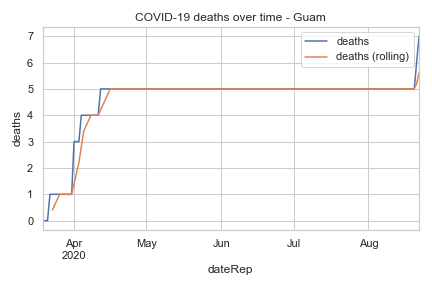 COVID-19 deaths over time - Guam
deaths
deaths (rolling)
deaths
7
6
5
4
3
2
1
0
Apr May Jun Jul Aug
2020
dateRep